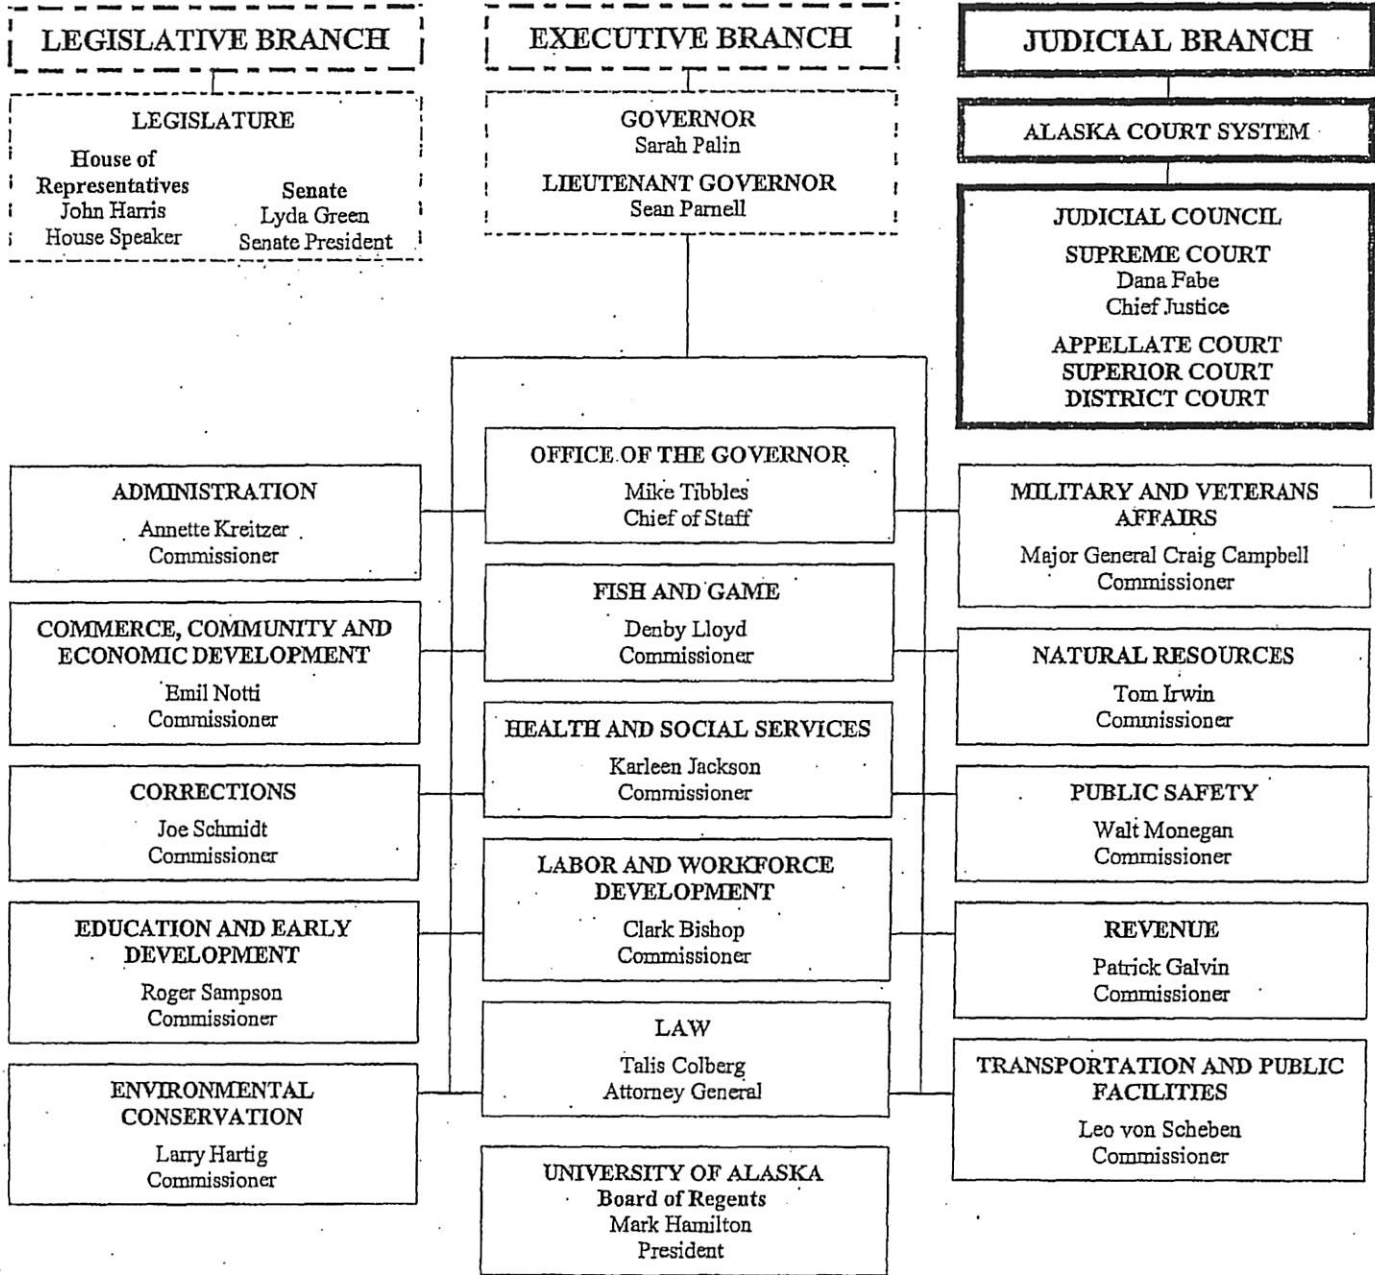 LEGISLATIVE BRANCH
LEGISLATURE
House of
Representatives
John Harris
House Speaker
Senate
Lyda Green
Senate President
EXECUTIVE BRANCH
GOVERNOR
Sarah Palin
LIEUTENANT GOVERNOR
Sean Parnell
JUDICIAL BRANCH
ALASKA COURT SYSTEM
JUDICIAL COUNCIL
SUPREME COURT
Dana Fabe
Chief Justice
APPELLATE COURT
SUPERIOR COURT
DISTRICT COURT
ADMINISTRATION
Annette Kreitzer
Commissioner
COMMERCE, COMMUNITY AND
ECONOMIC DEVELOPMENT
Emil Notti
Commissioner
CORRECTIONS
Joe Schmidt
Commissioner
EDUCATION AND EARLY
DEVELOPMENT
Roger Sampson
Commissioner
ENVIRONMENTAL
CONSERVATION
Larry Hartig
Commissioner
OFFICE OF THE GOVERNOR
Mike Tibbles
Chief of Staff
FISH AND GAME
Denby Lloyd
Commissioner
HEALTH AND SOCIAL SERVICES
Karleen Jackson
Commissioner
LABOR AND WORKFORCE
DEVELOPMENT
Clark Bishop
Commissioner
LAW
Talis Colberg
Attorney General
UNIVERSITY OF ALASKA
Board of Regents
Mark Hamilton
President
MILITARY AND VETERANS
AFFAIRS
Major General Craig Campbell
Commissioner
NATURAL RESOURCES
Tom Irwin
Commissioner
PUBLIC SAFETY
Walt Monegan
Commissioner
REVENUE
Patrick Galvin
Commissioner
TRANSPORTATION AND PUBLIC
FACILITIES
Leo von Scheben
Commissioner